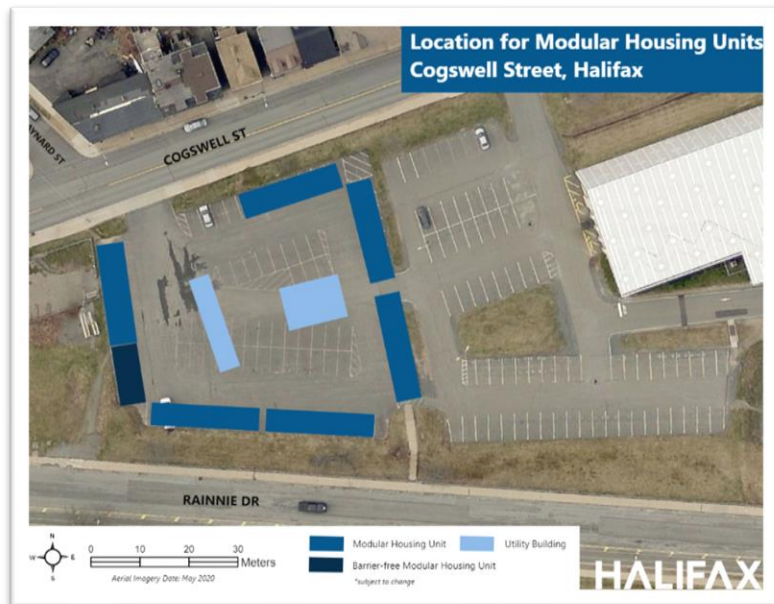 Location for Modular Housing Units
Cogswell Street, Halifax
COGSWELL ST
RAINNIE DR
N
W
E
S
0 10 20 30
Meters
Aerial Imagery Date: May 2020
Modular Housing Unit
Utility Building
Barrier-free Modular Housing Unit
*subject to change
HALIFAX